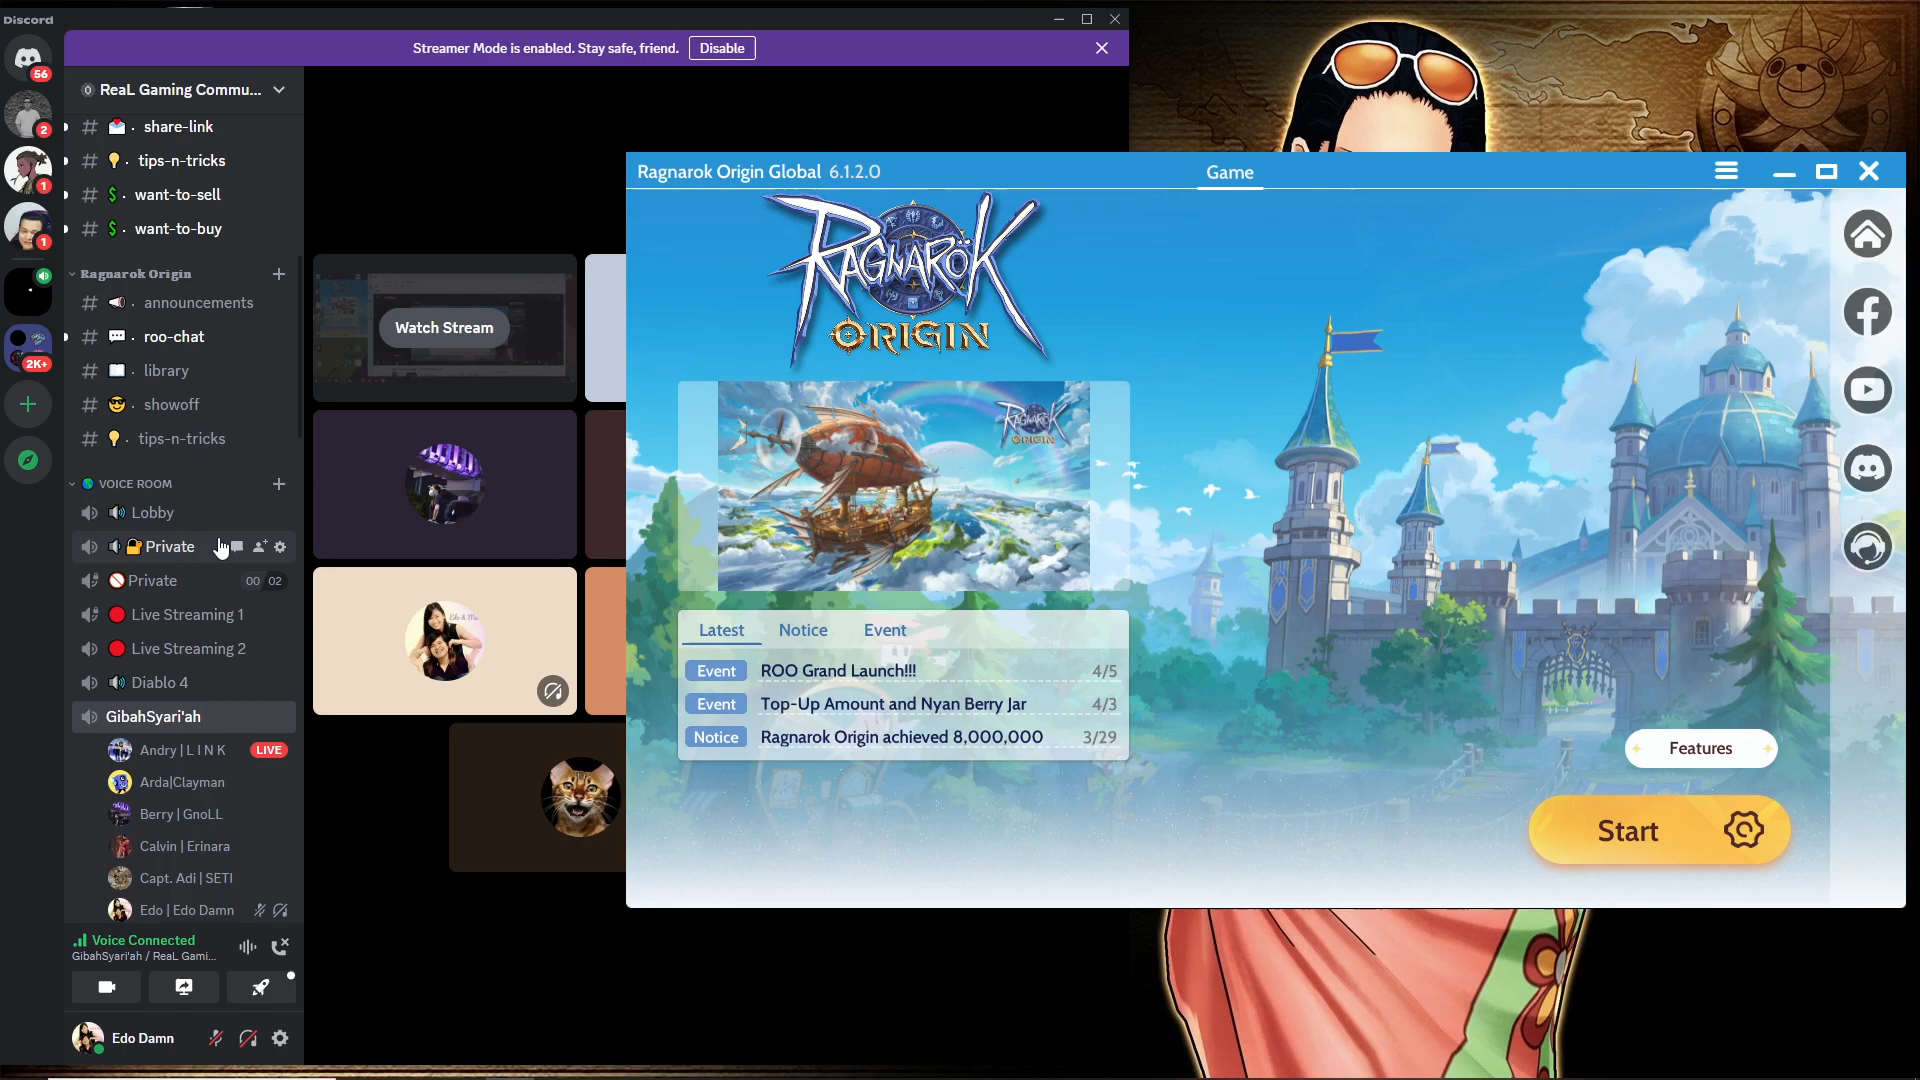 Discord
Streamer Mode is enabled. Stay safe, friend.
Disable
56
2
1
1
2K+
ReaL Gaming Commu...
share-link
tips-n-tricks
want-to-sell
want-to-buy
Ragnarok Origin
announcements
roo-chat
library
showoff
tips-n-tricks
VOICE ROOM
Lobby
Private
Private
00 02
Live Streaming 1
Live Streaming 2
Diablo 4
GibahSyari'ah
Andry | L I N K
LIVE
Arda|Clayman
Berry | GnoLL
Calvin | Erinara
Capt. Adi | SETI
Edo | Edo Damn
Voice Connected
GibahSyari'ah / ReaL Gami...
Edo Damn
Watch Stream
Ragnarok Origin Global 6.1.2.0
Game
RAGNARÖK
ORIGIN
RAGNARÖK
ORIGIN
Latest Notice Event
Event ROO Grand Launch!!! 4/5
Event Top-Up Amount and Nyan Berry Jar 4/3
Notice Ragnarok Origin achieved 8,000,000 3/29
Features
Start